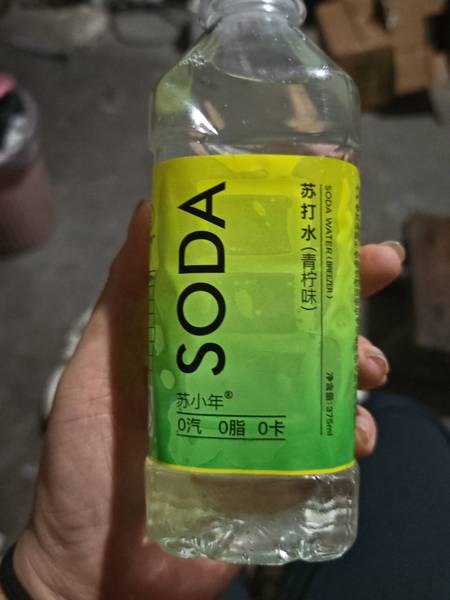 SODA
苏打水(青柠味)
SODA WATER (BREEZER)
净含量:375ml
苏小年®
0汽 0脂 0卡